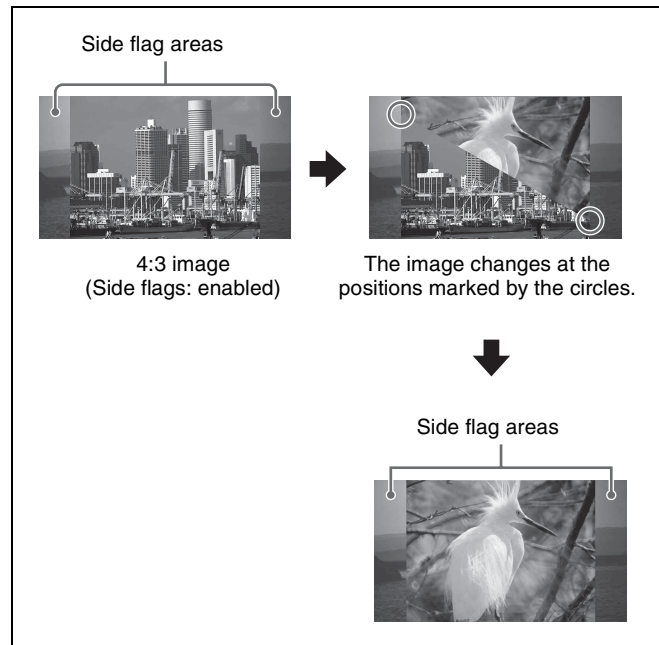 Side flag areas
4:3 image
(Side flags: enabled)
The image changes at the
positions marked by the circles.
Side flag areas